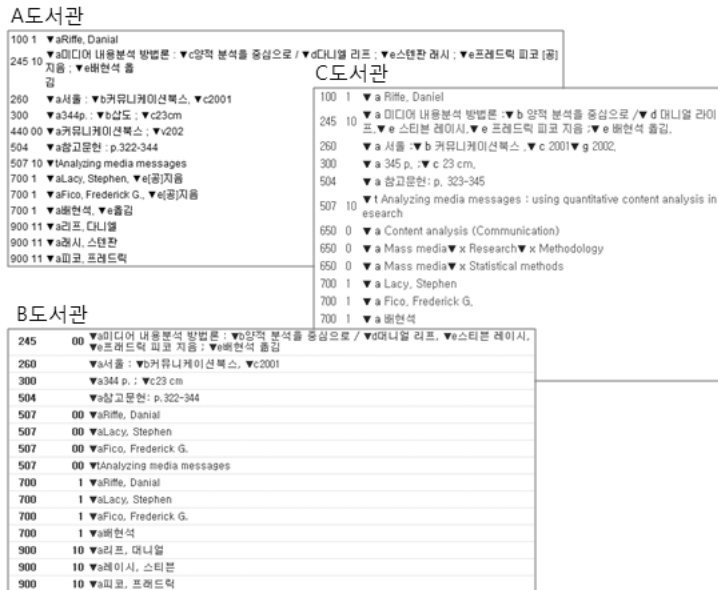 A도서관
100 1 ▼aRiffe, Danial
245 10 ▼a미디어 내용분석 방법론 : ▼c양적 분석을 중심으로 / ▼d다니엘 리프 ; ▼e스텐판 래시 ; ▼e프레드릭 피코 [공]
지음 ; ▼e배현석 옮
김
260 ▼a서울 : ▼b커뮤니케이션북스, ▼c2001
300 ▼a344p. : ▼b삽도 ; ▼c23cm
440 00 ▼a커뮤니케이션북스 ; ▼v202
504 ▼a참고문헌 : p.322-344
507 10 ▼tAnalyzing media messages
700 1 ▼aLacy, Stephen, ▼e[공]지음
700 1 ▼aFico, Frederick G., ▼e[공]지음
700 1 ▼a배현석, ▼e옮김
900 11 ▼a리프, 다니엘
900 11 ▼a래시, 스텐판
900 11 ▼a피코, 프레드릭
C도서관
100 1 ▼a Riffe, Daniel
245 10 ▼a 미디어 내용분석 방법론 :▼b 양적 분석을 중심으로 /▼d 대니얼 라이
프,▼e 스티븐 레이시,▼e 프레드릭 피코 지음 ;▼e 배현석 옮김.
260 ▼a 서울 :▼b 커뮤니케이션북스 ,▼c 2001▼g 2002.
300 ▼a 345 p. ;▼c 23 cm.
504 ▼a 참고문헌: p. 323-345
507 10 ▼t Analyzing media messages : using quantitative content analysis in
esearch
650 0 ▼a Content analysis (Communication)
650 0 ▼a Mass media▼x Research▼x Methodology
650 0 ▼a Mass media▼x Statistical methods
700 1 ▼a Lacy, Stephen
700 1 ▼a Fico, Frederick G.
700 1 ▼a 배현석
B도서관
245 00 ▼a미디어 내용분석 방법론 : ▼b양적 분석을 중심으로 / ▼d대니얼 리프, ▼e스티븐 레이시,
▼e프래드릭 피코 지음 ; ▼e배현석 옮김
260 ▼a서울 : ▼b커뮤니케이션북스, ▼c2001
300 ▼a344 p. ; ▼c23 cm
504 ▼a참고문헌: p.322-344
507 00 ▼aRiffe, Danial
507 00 ▼aLacy, Stephen
507 00 ▼aFico, Frederick G.
507 00 ▼tAnalyzing media messages
700 1 ▼aRiffe, Danial
700 1 ▼aLacy, Stephen
700 1 ▼aFico, Frederick G.
700 1 ▼a배현석
900 10 ▼a리프, 대니얼
900 10 ▼a레이시, 스티븐
900 10 ▼a피코, 프래드릭